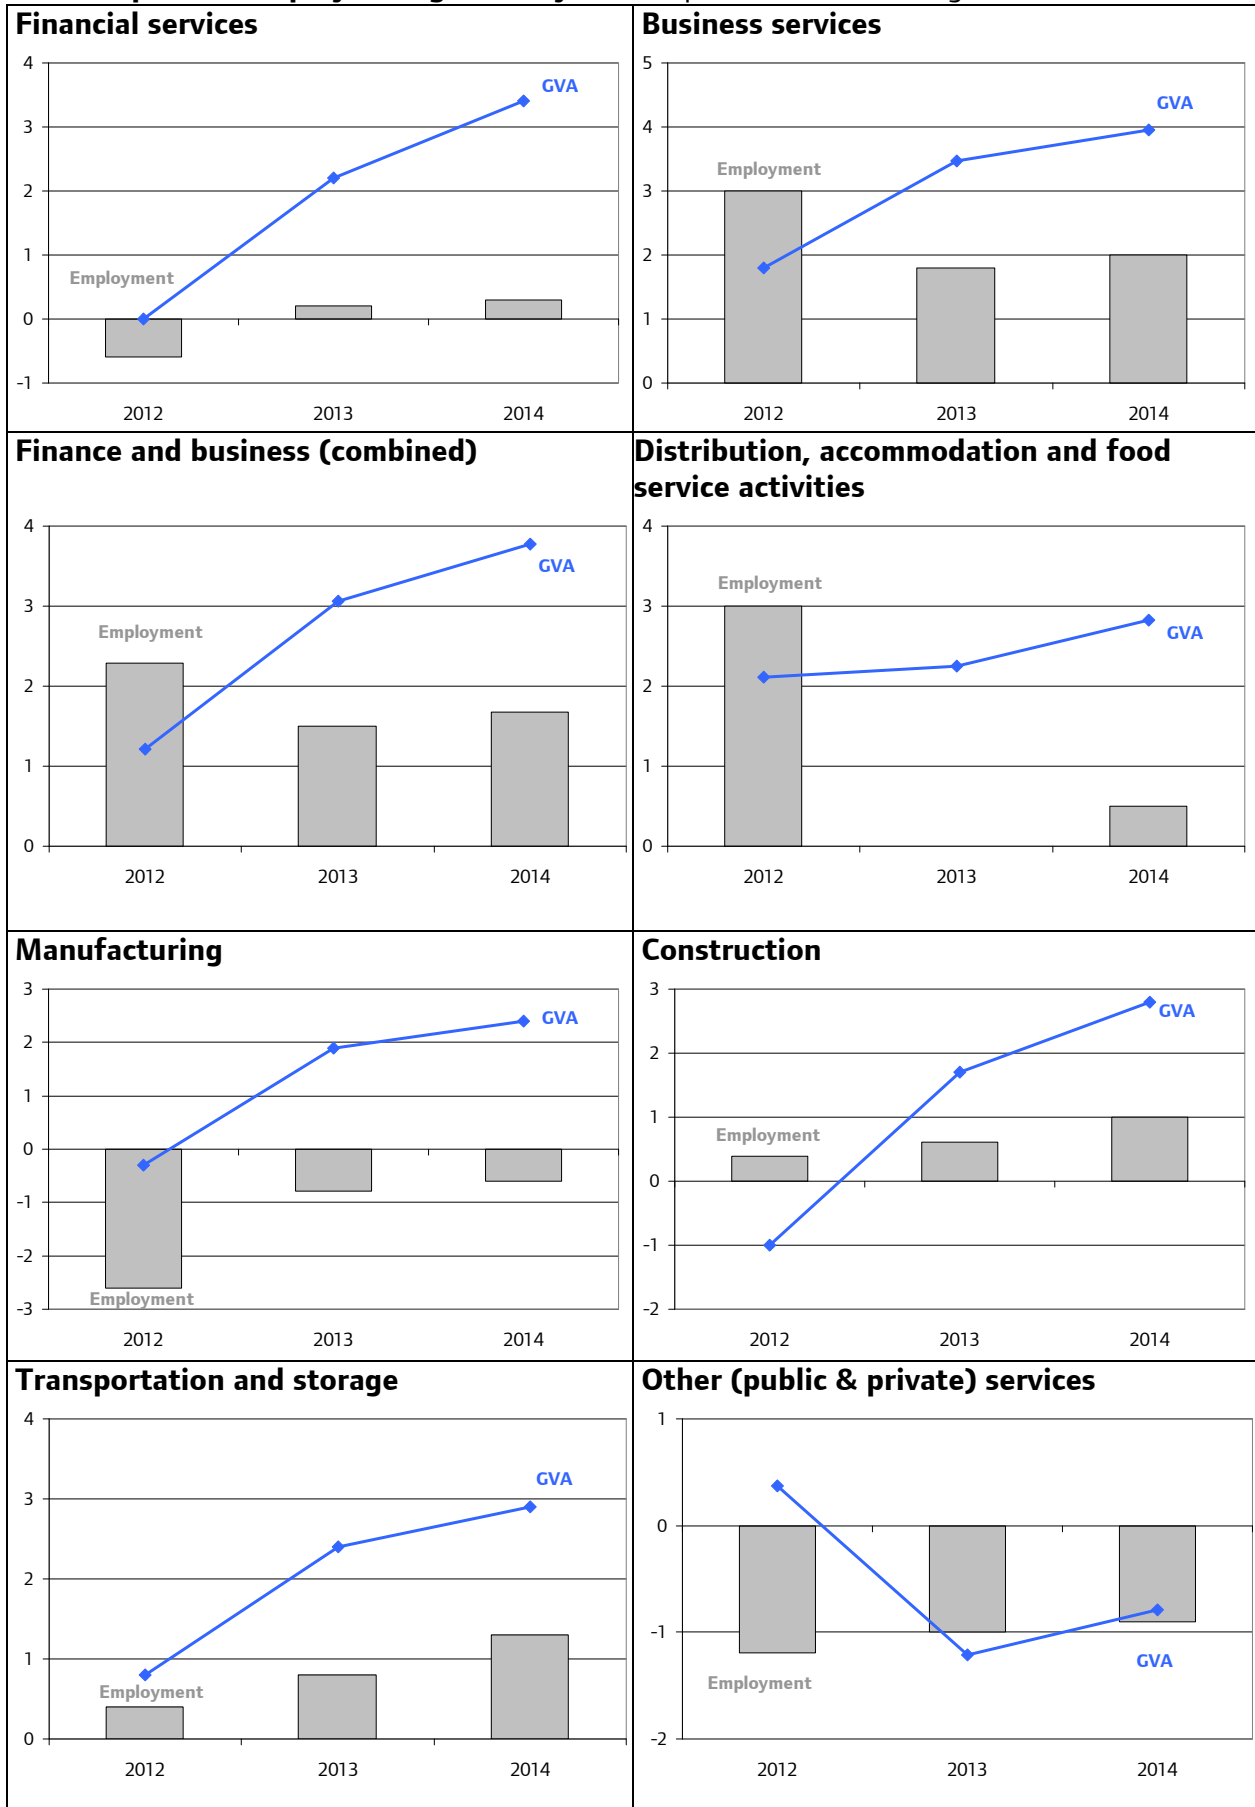 Financial services
4
GVA
3
2
1
Employment
0
-1
2012 2013 2014
Business services
5
GVA
4
Employment
3
2
1
0
2012 2013 2014
Finance and business (combined)
4
GVA
3
Employment
2
1
0
2012 2013 2014
Distribution, accommodation and food
service activities
4
Employment
3
GVA
2
1
0
2012 2013 2014
Manufacturing
3
GVA
2
1
0
-1
-2
Employment
-3
2012 2013 2014
Construction
3
GVA
2
1
Employment
0
-1
-2
2012 2013 2014
Transportation and storage
4
GVA
3
2
1
Employment
0
2012 2013 2014
Other (public & private) services
1
0
-1
GVA
Employment
-2
2012 2013 2014